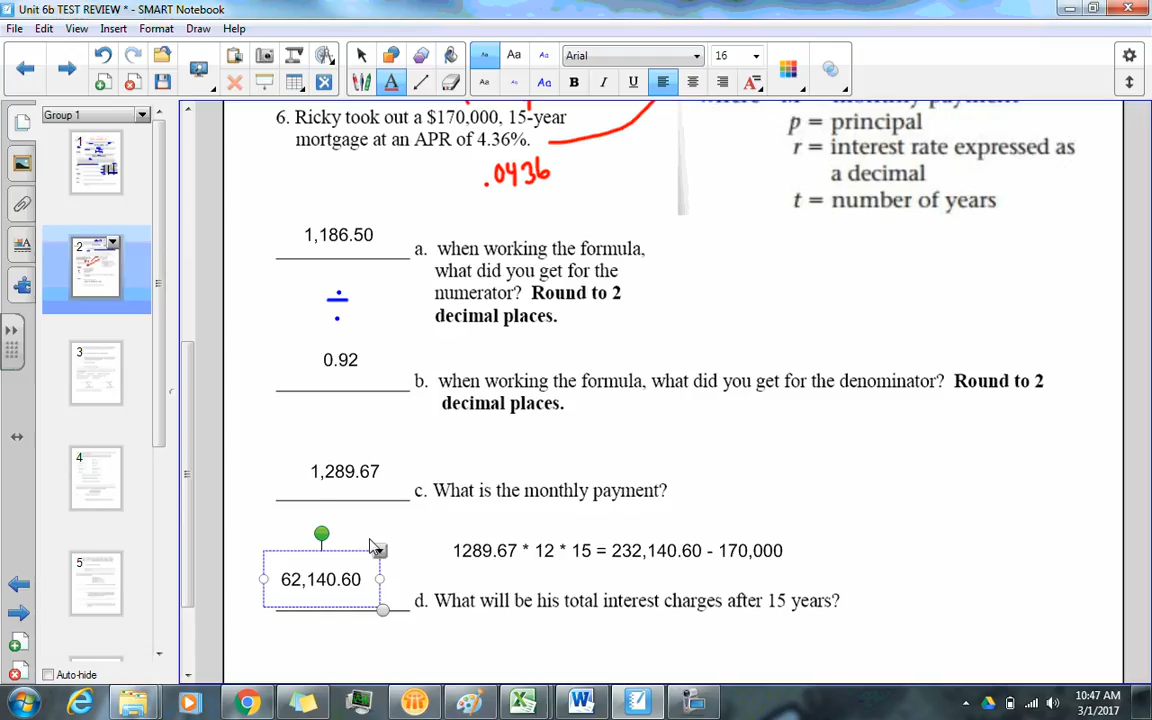 Unit 6b TEST REVIEW * - SMART Notebook
File Edit View Insert Format Draw Help
Arial 16
Group 1
1
2
3
4
5
Auto-hide
6. Ricky took out a $170,000, 15-year
mortgage at an APR of 4.36%.
.0436
p = principal
r = interest rate expressed as
a decimal
t = number of years
1,186.50
a. when working the formula,
what did you get for the
numerator? Round to 2
decimal places.
÷
0.92
b. when working the formula, what did you get for the denominator? Round to 2
decimal places.
1,289.67
c. What is the monthly payment?
1289.67 * 12 * 15 = 232,140.60 - 170,000
62,140.60
d. What will be his total interest charges after 15 years?
10:47 AM
3/1/2017